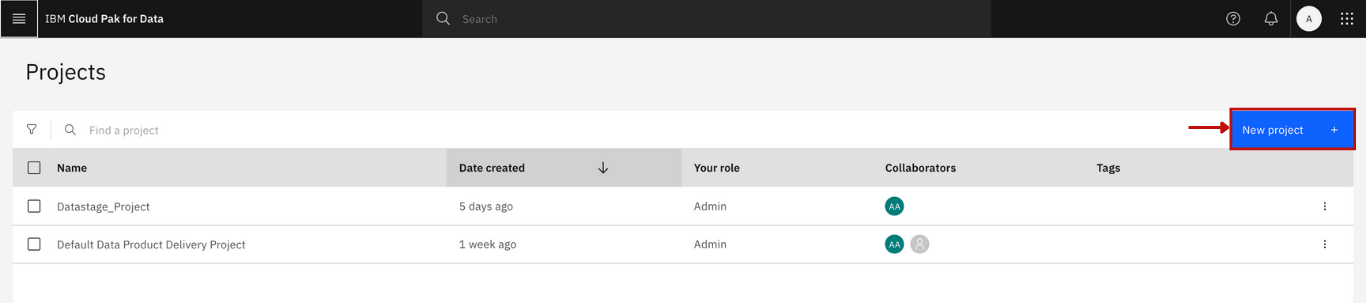 IBM Cloud Pak for Data Search A
Projects
Find a project New project +
Name Date created Your role Collaborators Tags
Datastage_Project 5 days ago Admin AA
Default Data Product Delivery Project 1 week ago Admin AA